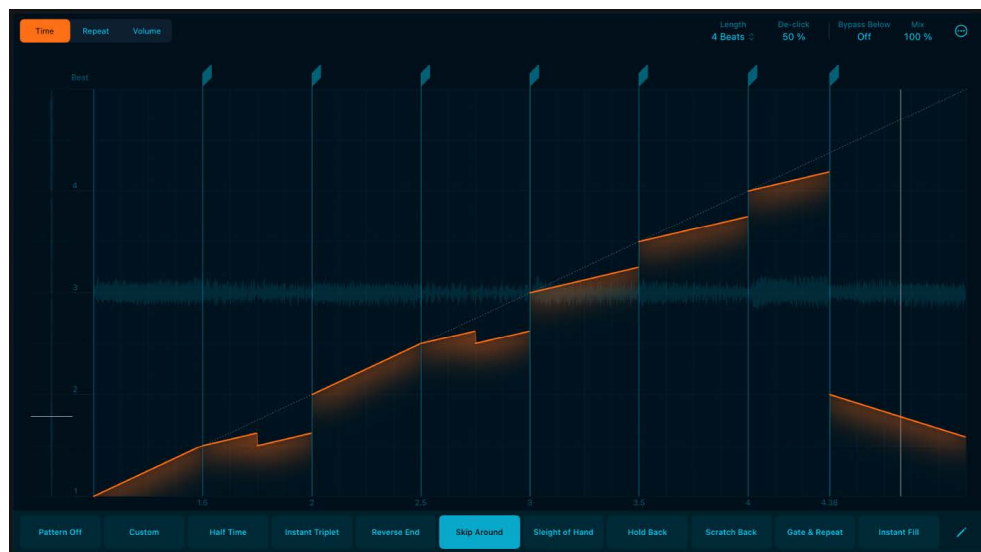 Time Repeat Volume
Length De-click Bypass Below Mix
4 Beats 50 % Off 100 %
Beat
4
3
2
1
1.5 2 2.5 3 3.5 4 4.38
Pattern Off Custom Half Time Instant Triplet Reverse End Skip Around Sleight of Hand Hold Back Scratch Back Gate & Repeat Instant Fill